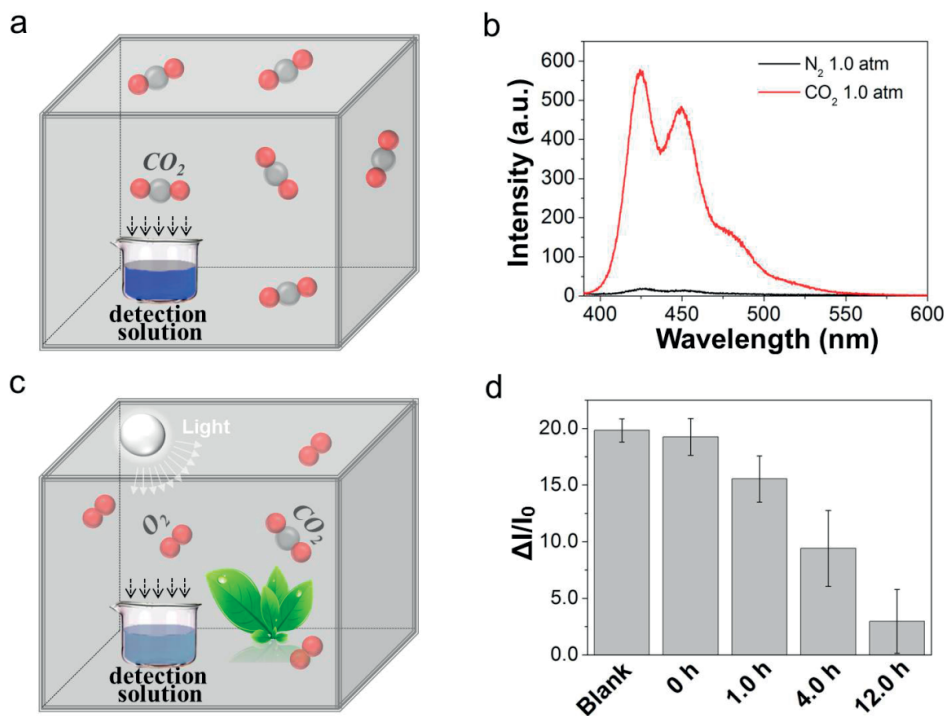 a
CO₂
detection
solution
b
N₂ 1.0 atm
CO₂ 1.0 atm
600
500
400
300
200
100
0
Intensity (a.u.)
400
450
500
550
600
Wavelength (nm)
c
Light
O₂
CO₂
detection
solution
d
20.0
15.0
10.0
5.0
0.0
ΔI/I₀
Blank
0 h
1.0 h
4.0 h
12.0 h